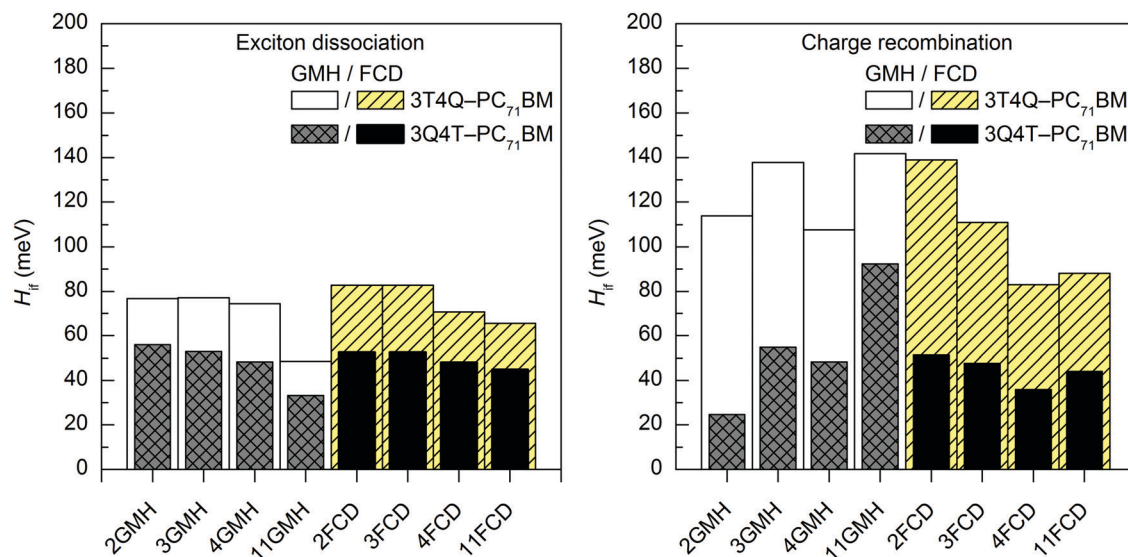 Exciton dissociation
GMH / FCD
/ 3T4Q–PC₇₁BM
/ 3Q4T–PC₇₁BM
H_if (meV)
200
180
160
140
120
100
80
60
40
20
0
2GMH
3GMH
4GMH
11GMH
2FCD
3FCD
4FCD
11FCD
Charge recombination
GMH / FCD
/ 3T4Q–PC₇₁BM
/ 3Q4T–PC₇₁BM
H_if (meV)
200
180
160
140
120
100
80
60
40
20
0
2GMH
3GMH
4GMH
11GMH
2FCD
3FCD
4FCD
11FCD